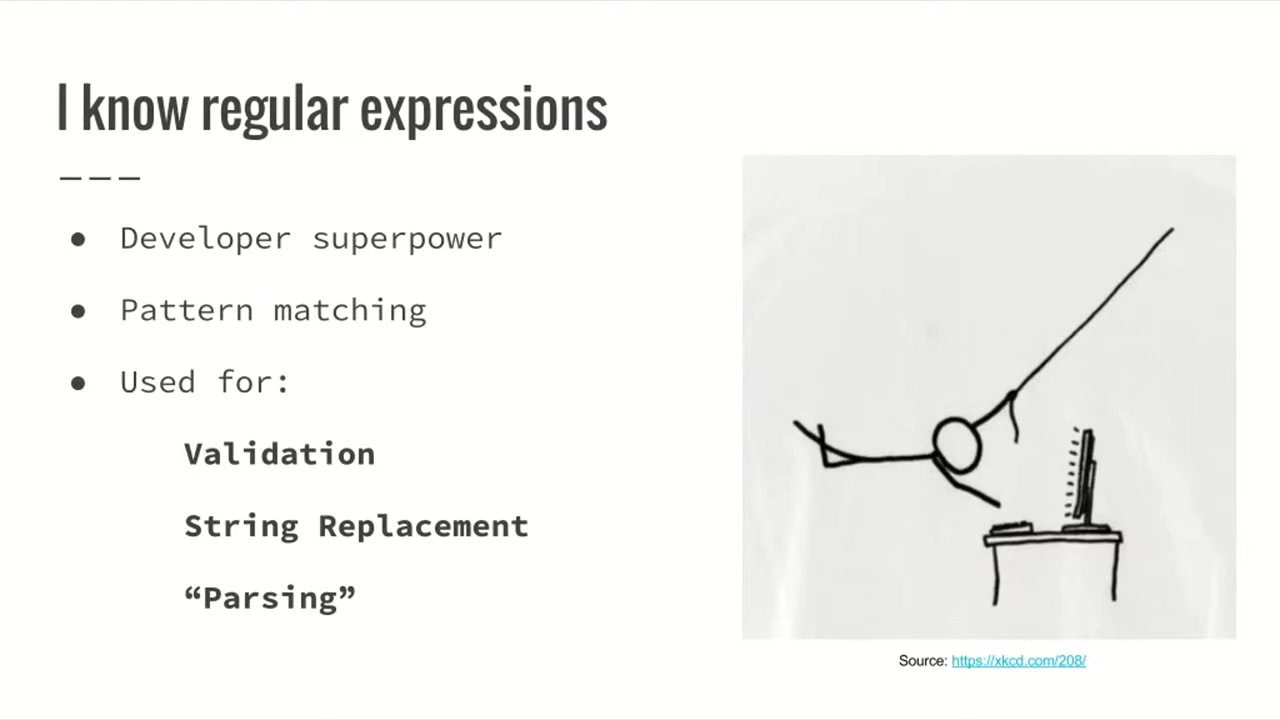 I know regular expressions
● Developer superpower
● Pattern matching
● Used for:
Validation
String Replacement
“Parsing”
Source: https://xkcd.com/208/